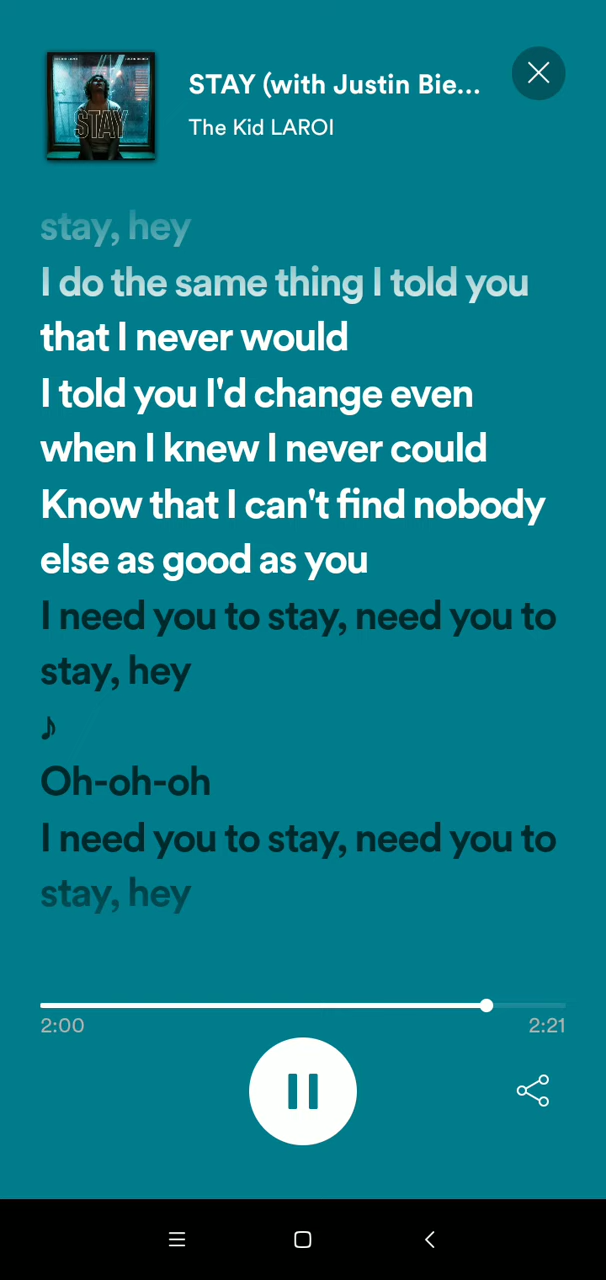 STAY
STAY (with Justin Bie...
The Kid LAROI
stay, hey
I do the same thing I told you
that I never would
I told you I'd change even
when I knew I never could
Know that I can't find nobody
else as good as you
I need you to stay, need you to
stay, hey
♪
Oh-oh-oh
I need you to stay, need you to
stay, hey
2:00
2:21